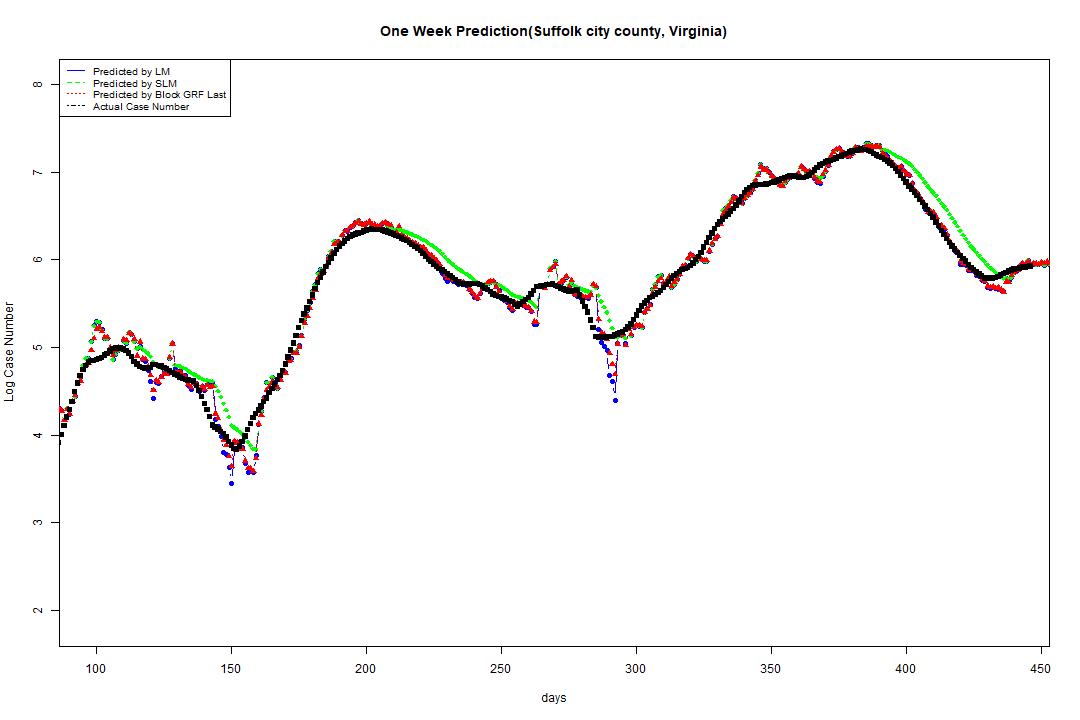 One Week Prediction(Suffolk city county, Virginia)
Predicted by LM
Predicted by SLM
Predicted by Block GRF Last
Actual Case Number
8
7
6
5
4
3
2
Log Case Number
100 150 200 250 300 350 400 450
days